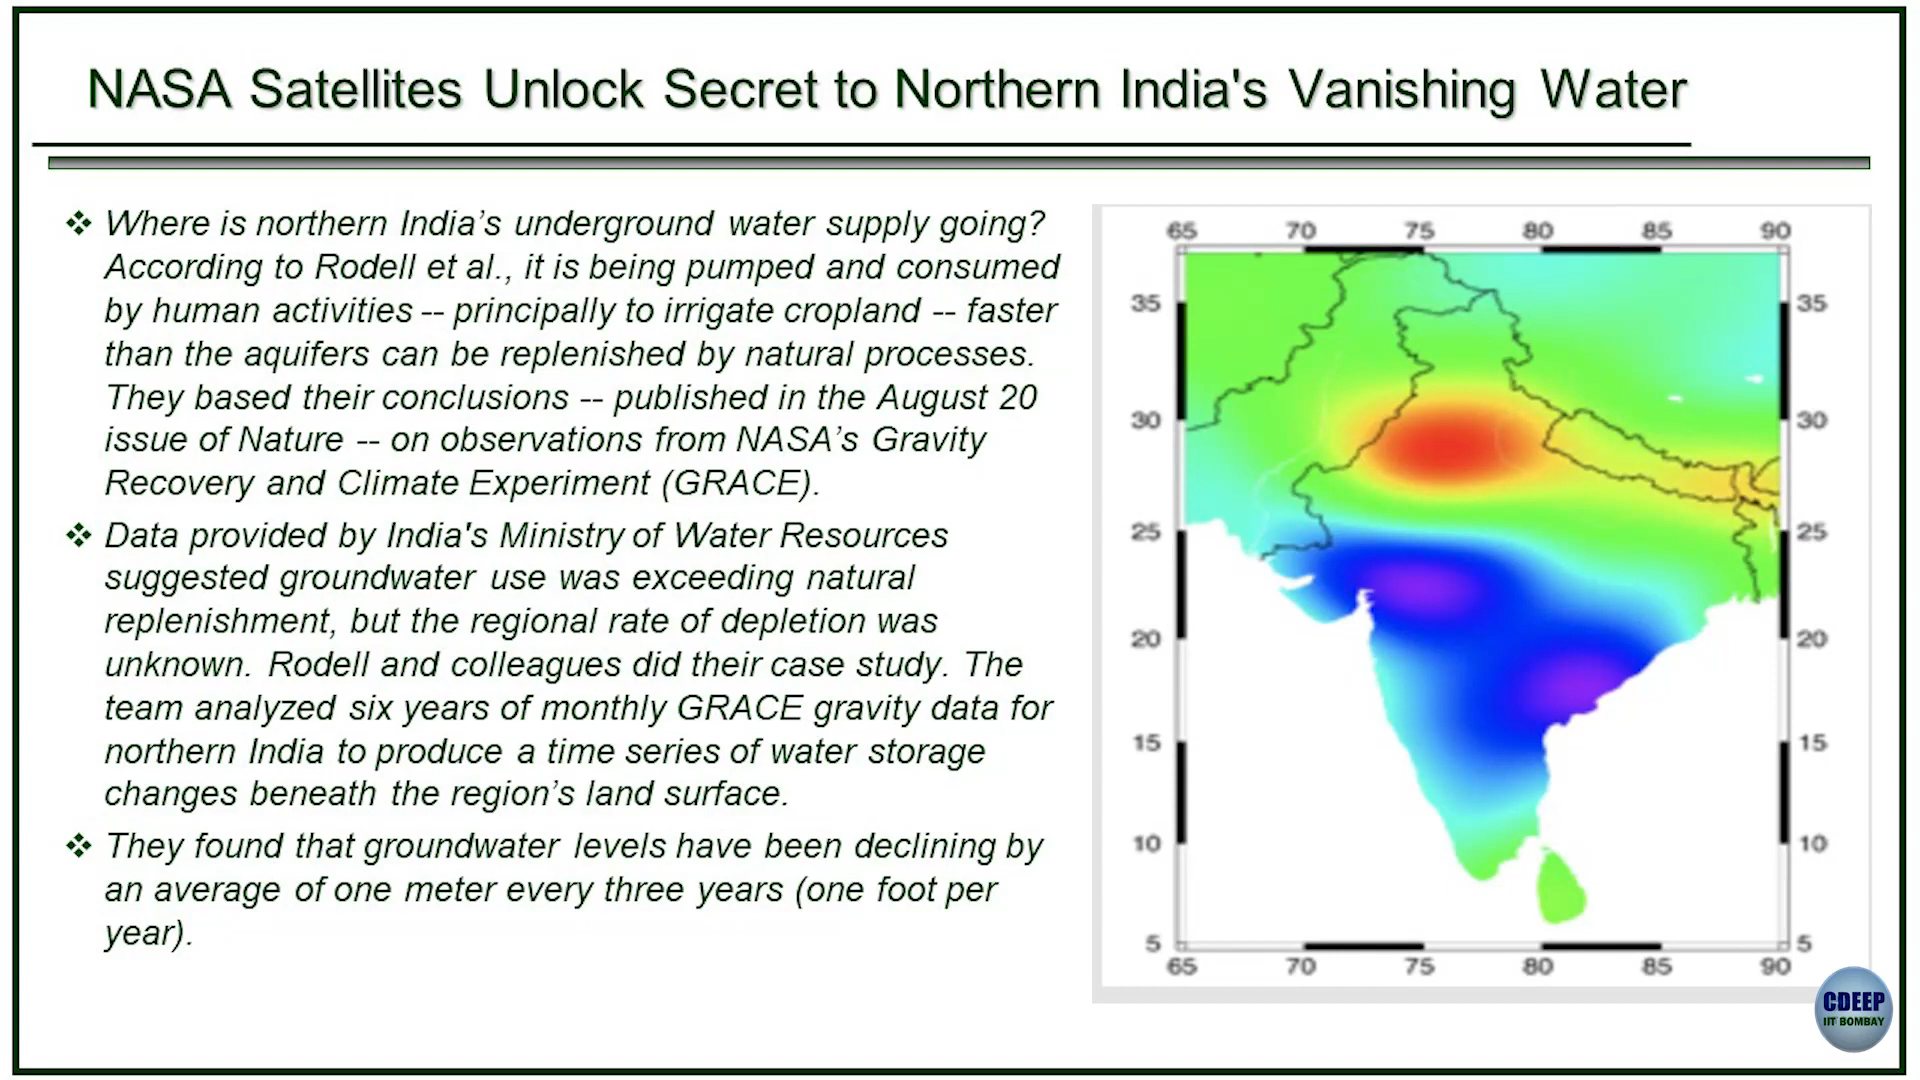 NASA Satellites Unlock Secret to Northern India's Vanishing Water
❖ Where is northern India’s underground water supply going?
According to Rodell et al., it is being pumped and consumed
by human activities -- principally to irrigate cropland -- faster
than the aquifers can be replenished by natural processes.
They based their conclusions -- published in the August 20
issue of Nature -- on observations from NASA’s Gravity
Recovery and Climate Experiment (GRACE).
❖ Data provided by India's Ministry of Water Resources
suggested groundwater use was exceeding natural
replenishment, but the regional rate of depletion was
unknown. Rodell and colleagues did their case study. The
team analyzed six years of monthly GRACE gravity data for
northern India to produce a time series of water storage
changes beneath the region’s land surface.
❖ They found that groundwater levels have been declining by
an average of one meter every three years (one foot per
year).
65 70 75 80 85 90
35 35
30 30
25 25
20 20
15 15
10 10
5 5
65 70 75 80 85 90
CDEEP
IIT BOMBAY